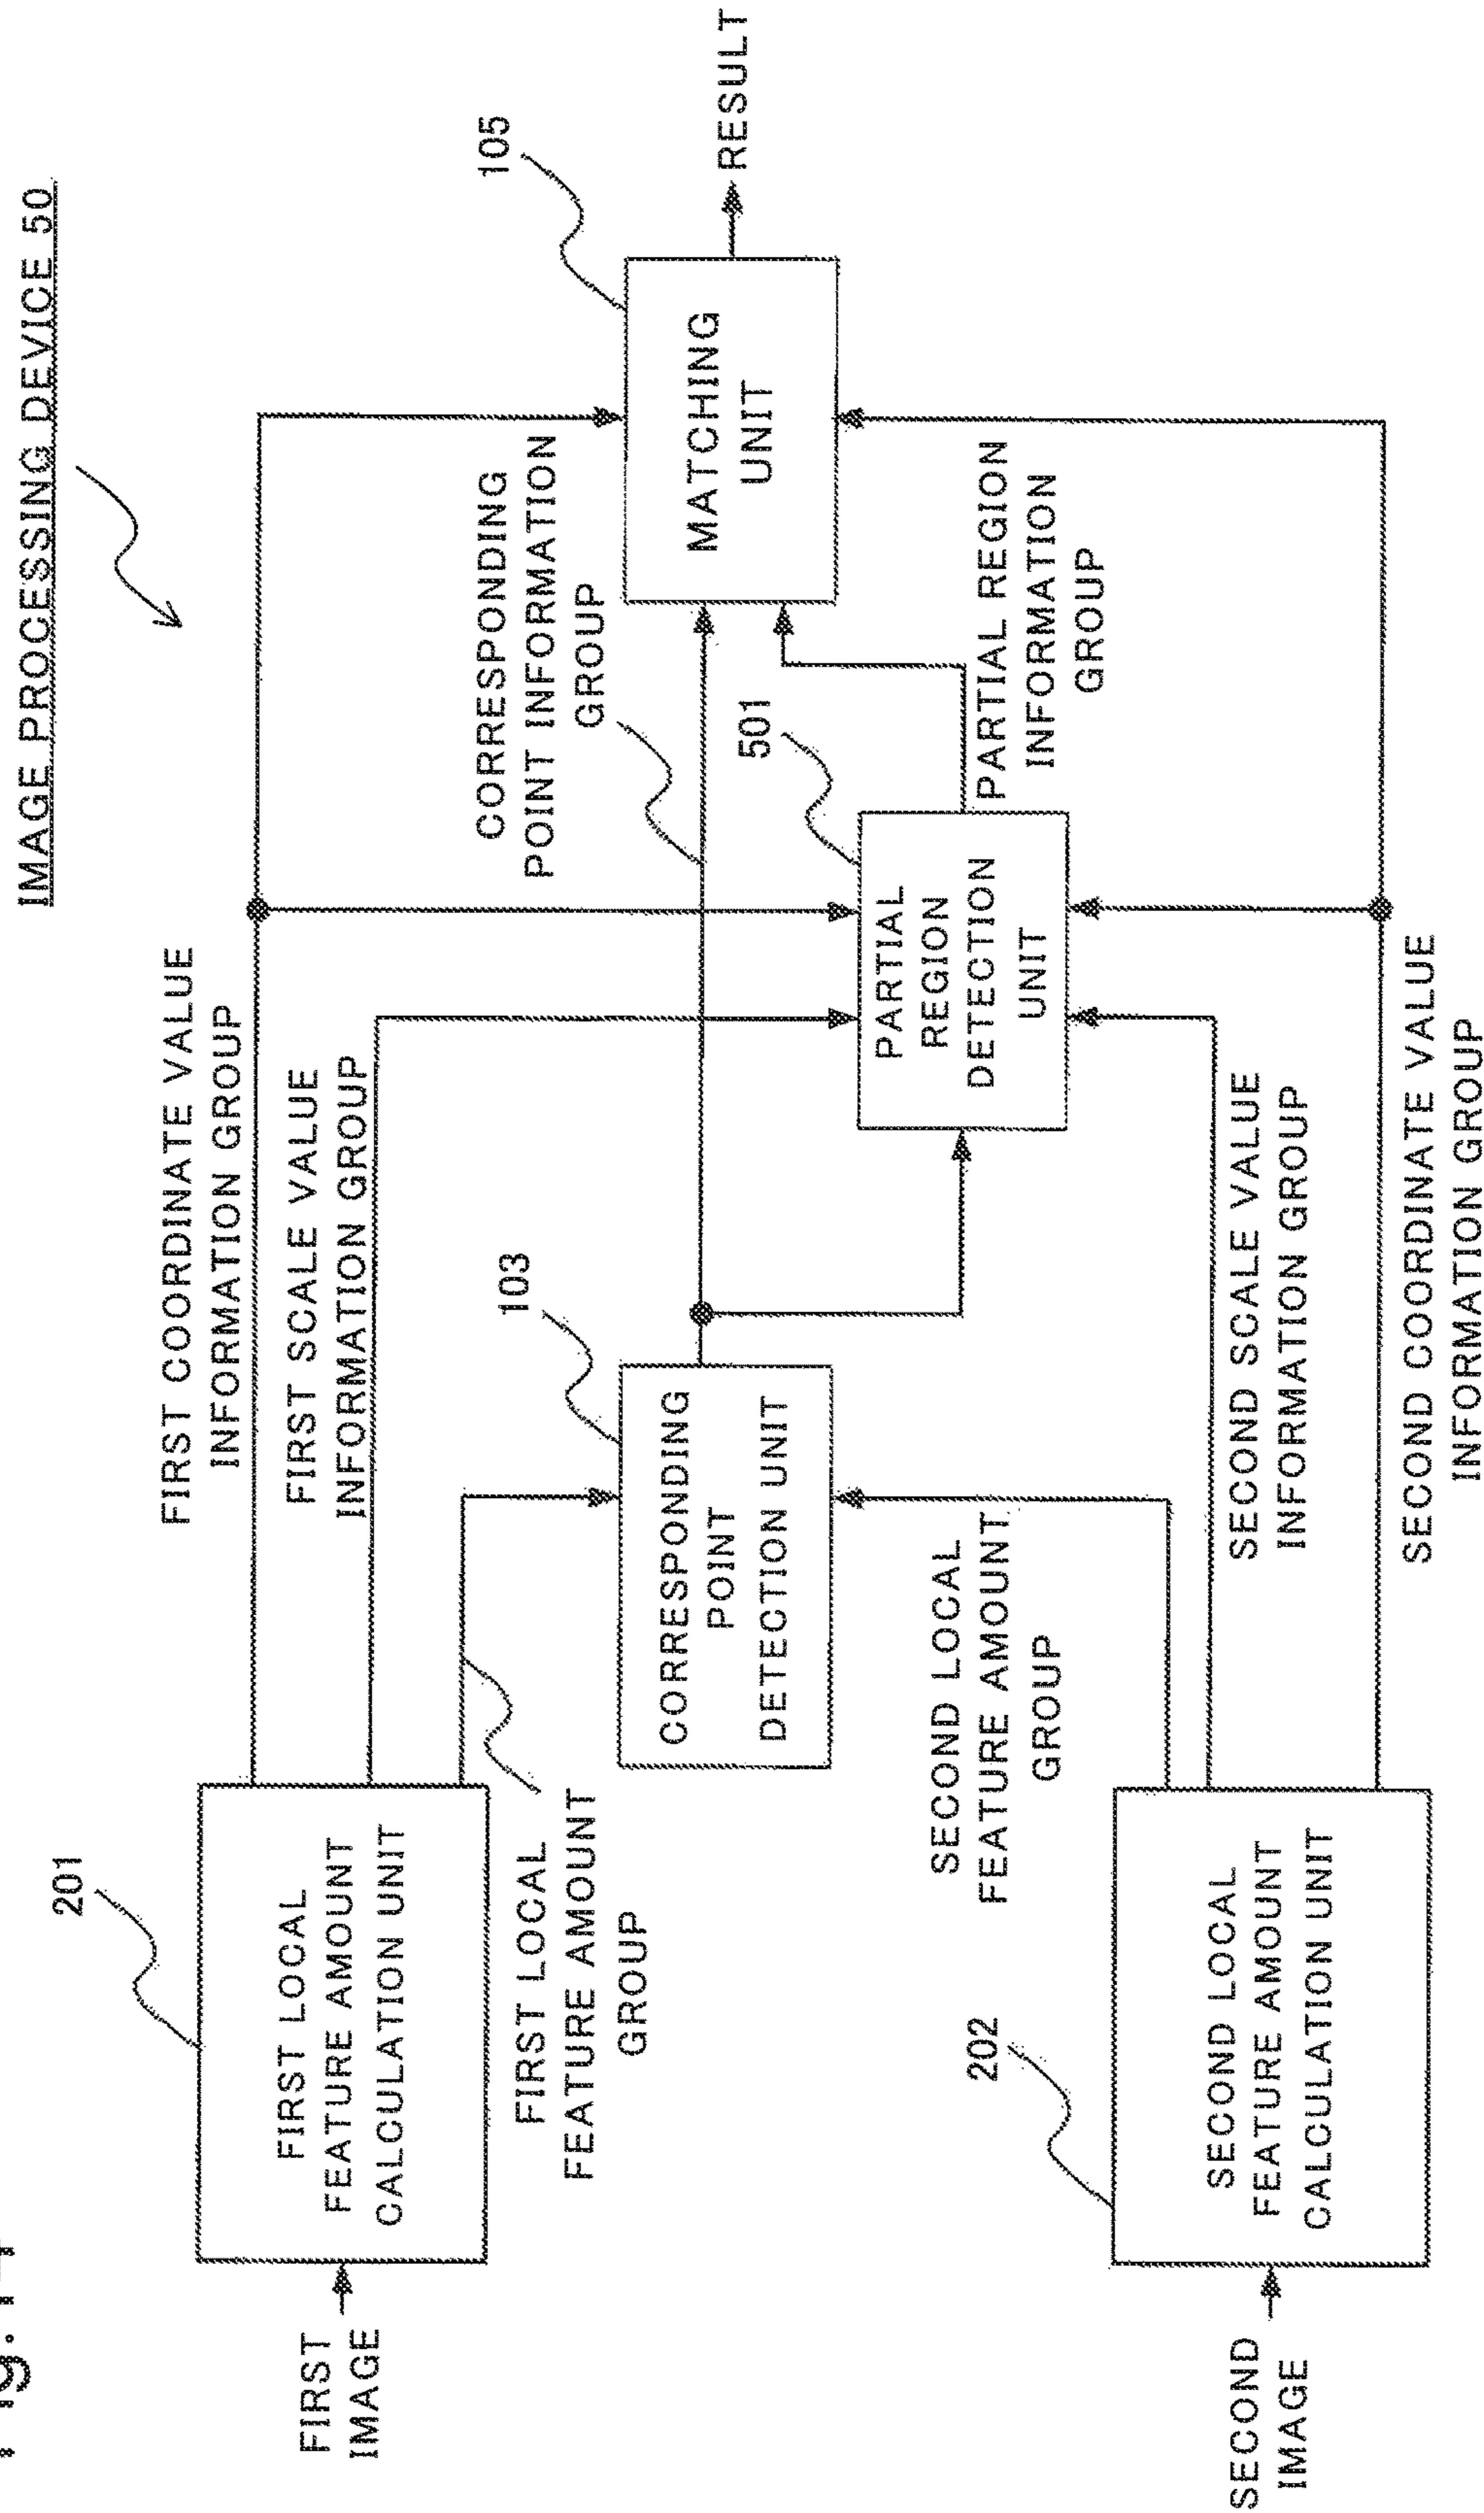 IMAGE PROCESSING DEVICE 50
201
FIRST
IMAGE
FIRST LOCAL
FEATURE AMOUNT
CALCULATION UNIT
FIRST COORDINATE VALUE
INFORMATION GROUP
FIRST SCALE VALUE
INFORMATION GROUP
FIRST LOCAL
FEATURE AMOUNT
GROUP
103
CORRESPONDING
POINT
DETECTION UNIT
CORRESPONDING
POINT INFORMATION
GROUP
105
MATCHING
UNIT
RESULT
501
PARTIAL
REGION
DETECTION
UNIT
PARTIAL REGION
INFORMATION
GROUP
SECOND LOCAL
FEATURE AMOUNT
GROUP
202
SECOND
IMAGE
SECOND LOCAL
FEATURE AMOUNT
CALCULATION UNIT
SECOND SCALE VALUE
INFORMATION GROUP
SECOND COORDINATE VALUE
INFORMATION GROUP